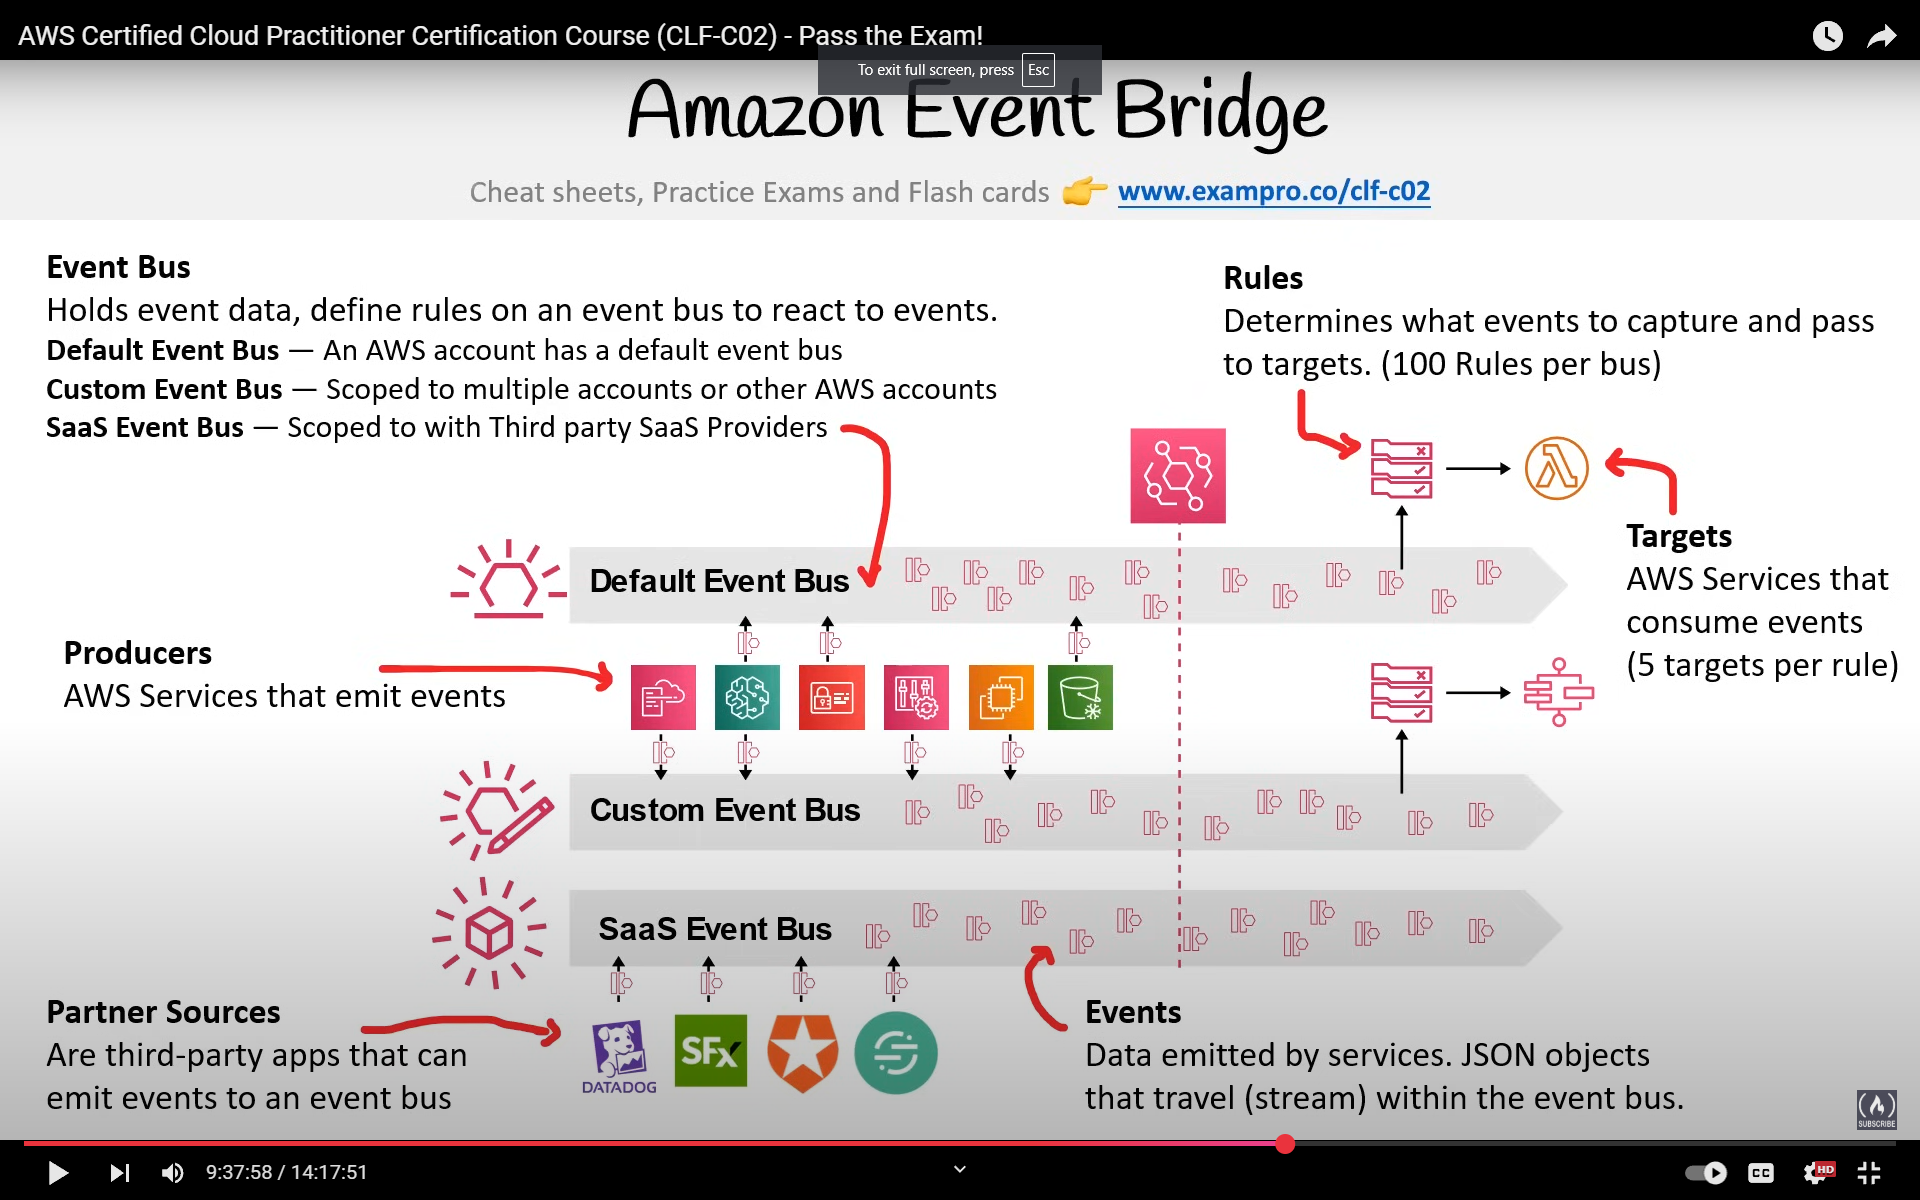 AWS Certified Cloud Practitioner Certification Course (CLF-C02) - Pass the Exam!
To exit full screen, press Esc
Amazon Event Bridge
Cheat sheets, Practice Exams and Flash cards 👉 www.exampro.co/clf-c02
Event Bus
Holds event data, define rules on an event bus to react to events.
Default Event Bus — An AWS account has a default event bus
Custom Event Bus — Scoped to multiple accounts or other AWS accounts
SaaS Event Bus — Scoped to with Third party SaaS Providers
Rules
Determines what events to capture and pass
to targets. (100 Rules per bus)
Targets
AWS Services that
consume events
(5 targets per rule)
Default Event Bus
Producers
AWS Services that emit events
Custom Event Bus
SaaS Event Bus
Partner Sources
Are third-party apps that can
emit events to an event bus
DATADOG
SFx
Events
Data emitted by services. JSON objects
that travel (stream) within the event bus.
SUBSCRIBE
9:37:58 / 14:17:51
CC
HD